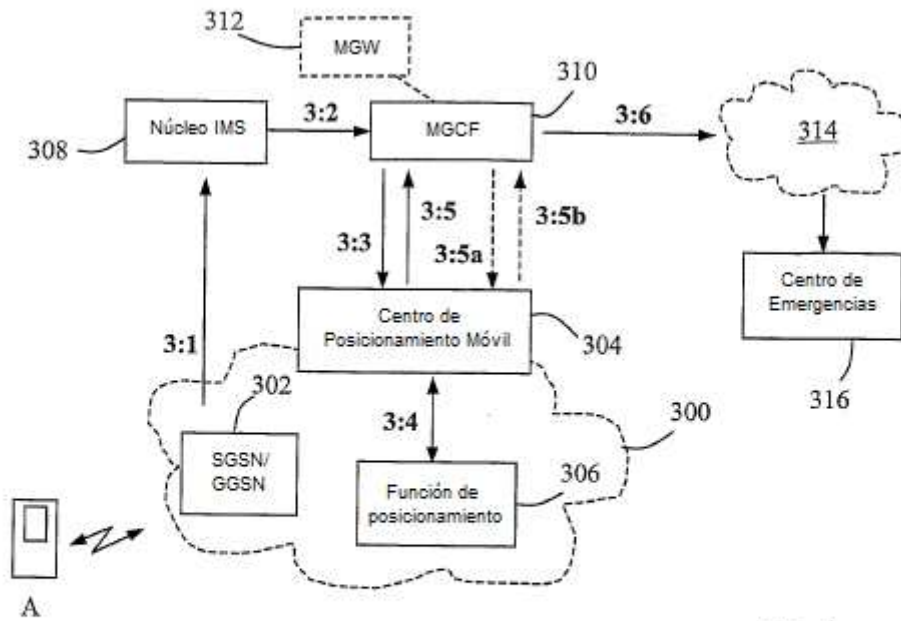 312
MGW
310
Núcleo IMS
3:2
MGCF
3:6
314
308
3:5
3:5b
3:3
3:5a
Centro de
Emergencias
Centro de
Posicionamiento Móvil
304
3:1
302
316
300
3:4
SGSN/
GGSN
Función de
posicionamiento
306
A